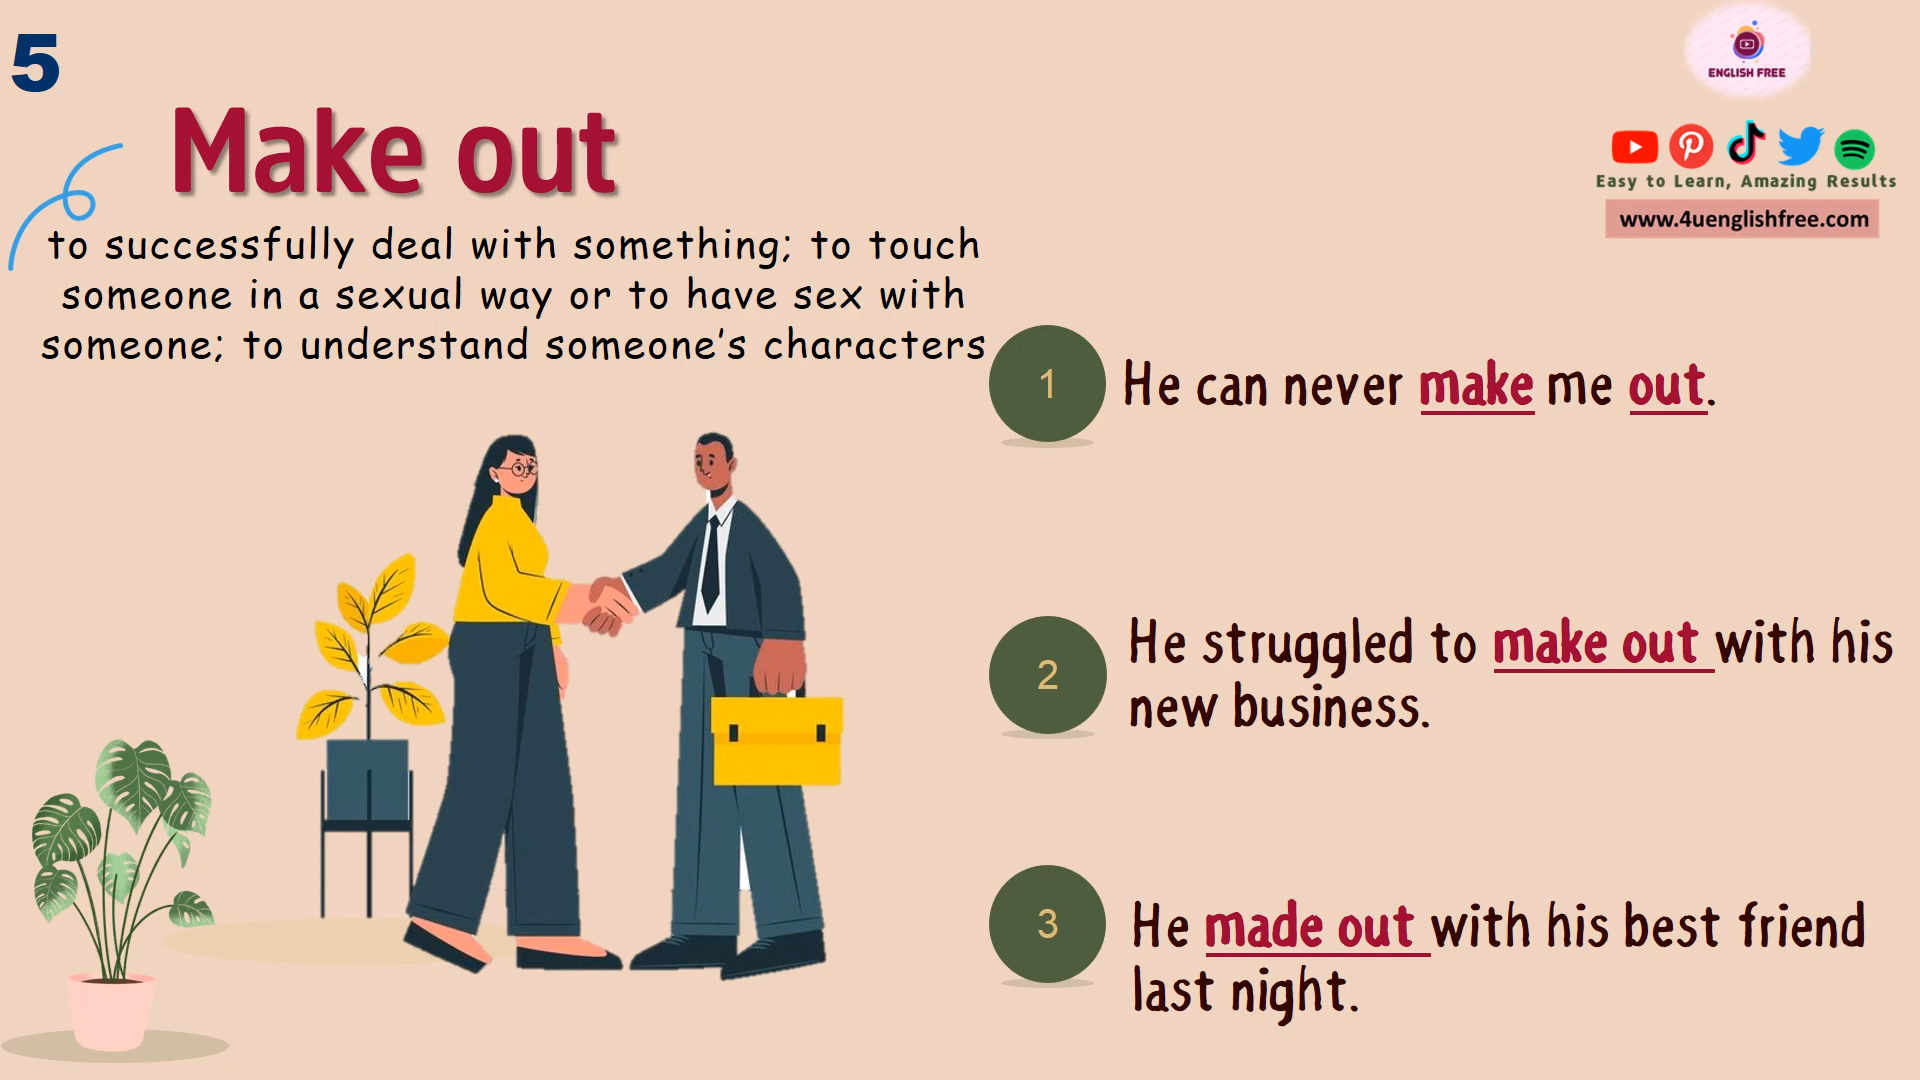 5
ENGLISH FREE
Make out
Easy to Learn, Amazing Results
www.4uenglishfree.com
to successfully deal with something; to touch
someone in a sexual way or to have sex with
someone; to understand someone's characters
1
He can never make me out.
2
He struggled to make out with his
new business.
3
He made out with his best friend
last night.